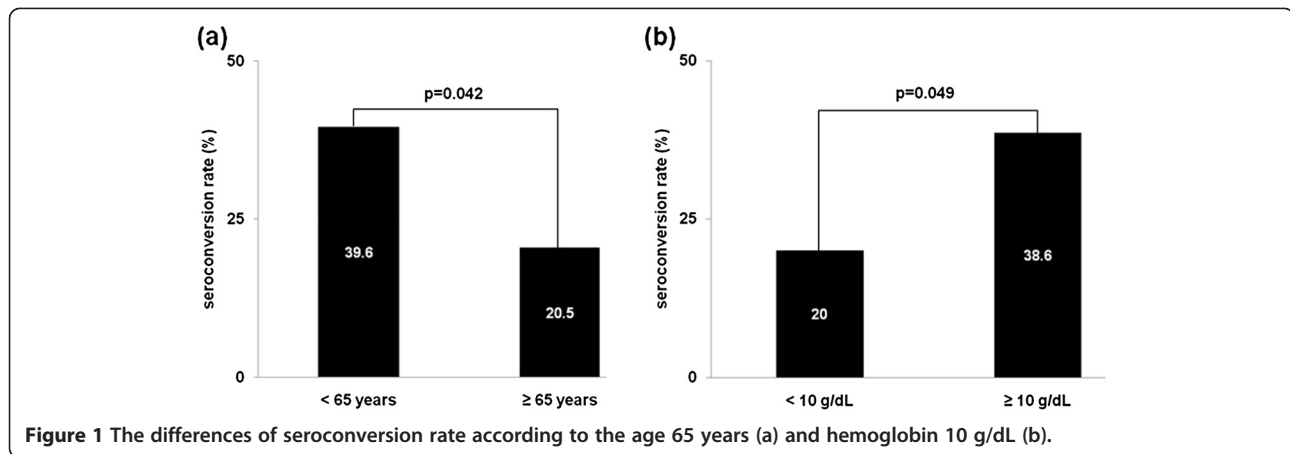 (a)
50
p=0.042
seroconversion rate (%)
25
39.6
20.5
0
< 65 years
≥ 65 years
(b)
50
p=0.049
seroconversion rate (%)
25
20
38.6
0
< 10 g/dL
≥ 10 g/dL
Figure 1 The differences of seroconversion rate according to the age 65 years (a) and hemoglobin 10 g/dL (b).